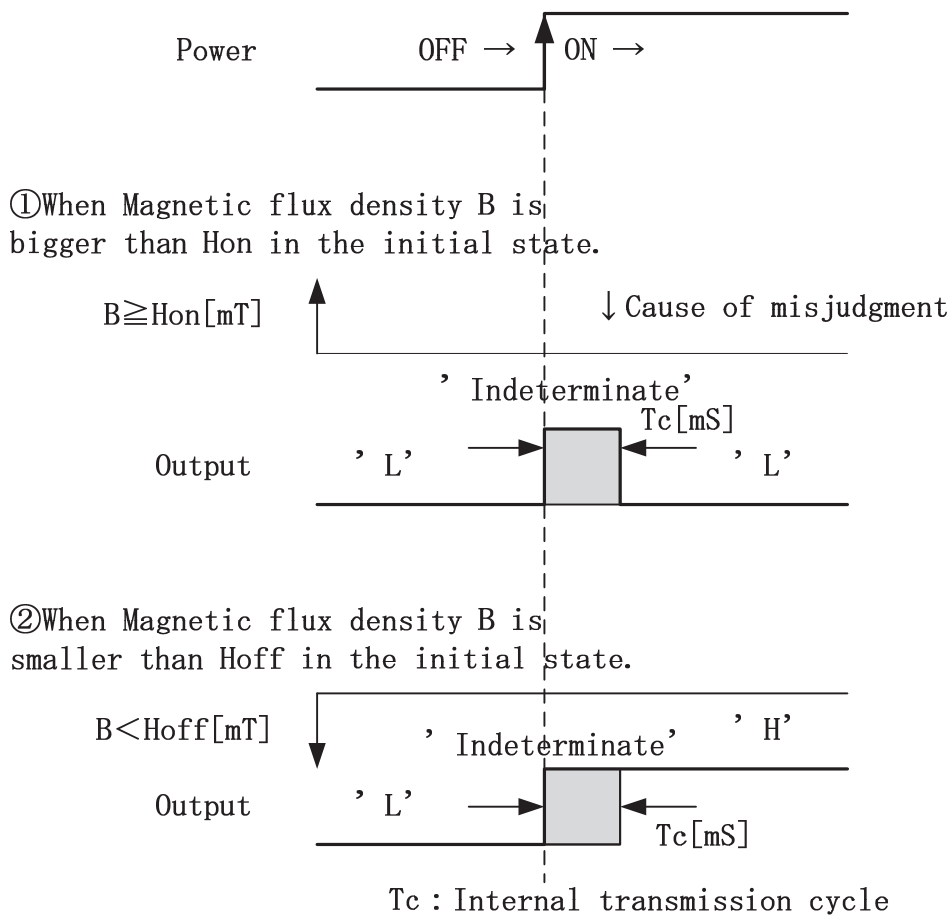 Power OFF → ON →
①When Magnetic flux density B is
bigger than Hon in the initial state.
B≧Hon[mT] ↓Cause of misjudgment
’Indeterminate’
Tc[mS]
Output ’L’ ’L’
②When Magnetic flux density B is
smaller than Hoff in the initial state.
B<Hoff[mT] ’Indeterminate’ ’H’
Output ’L’ Tc[mS]
Tc：Internal transmission cycle